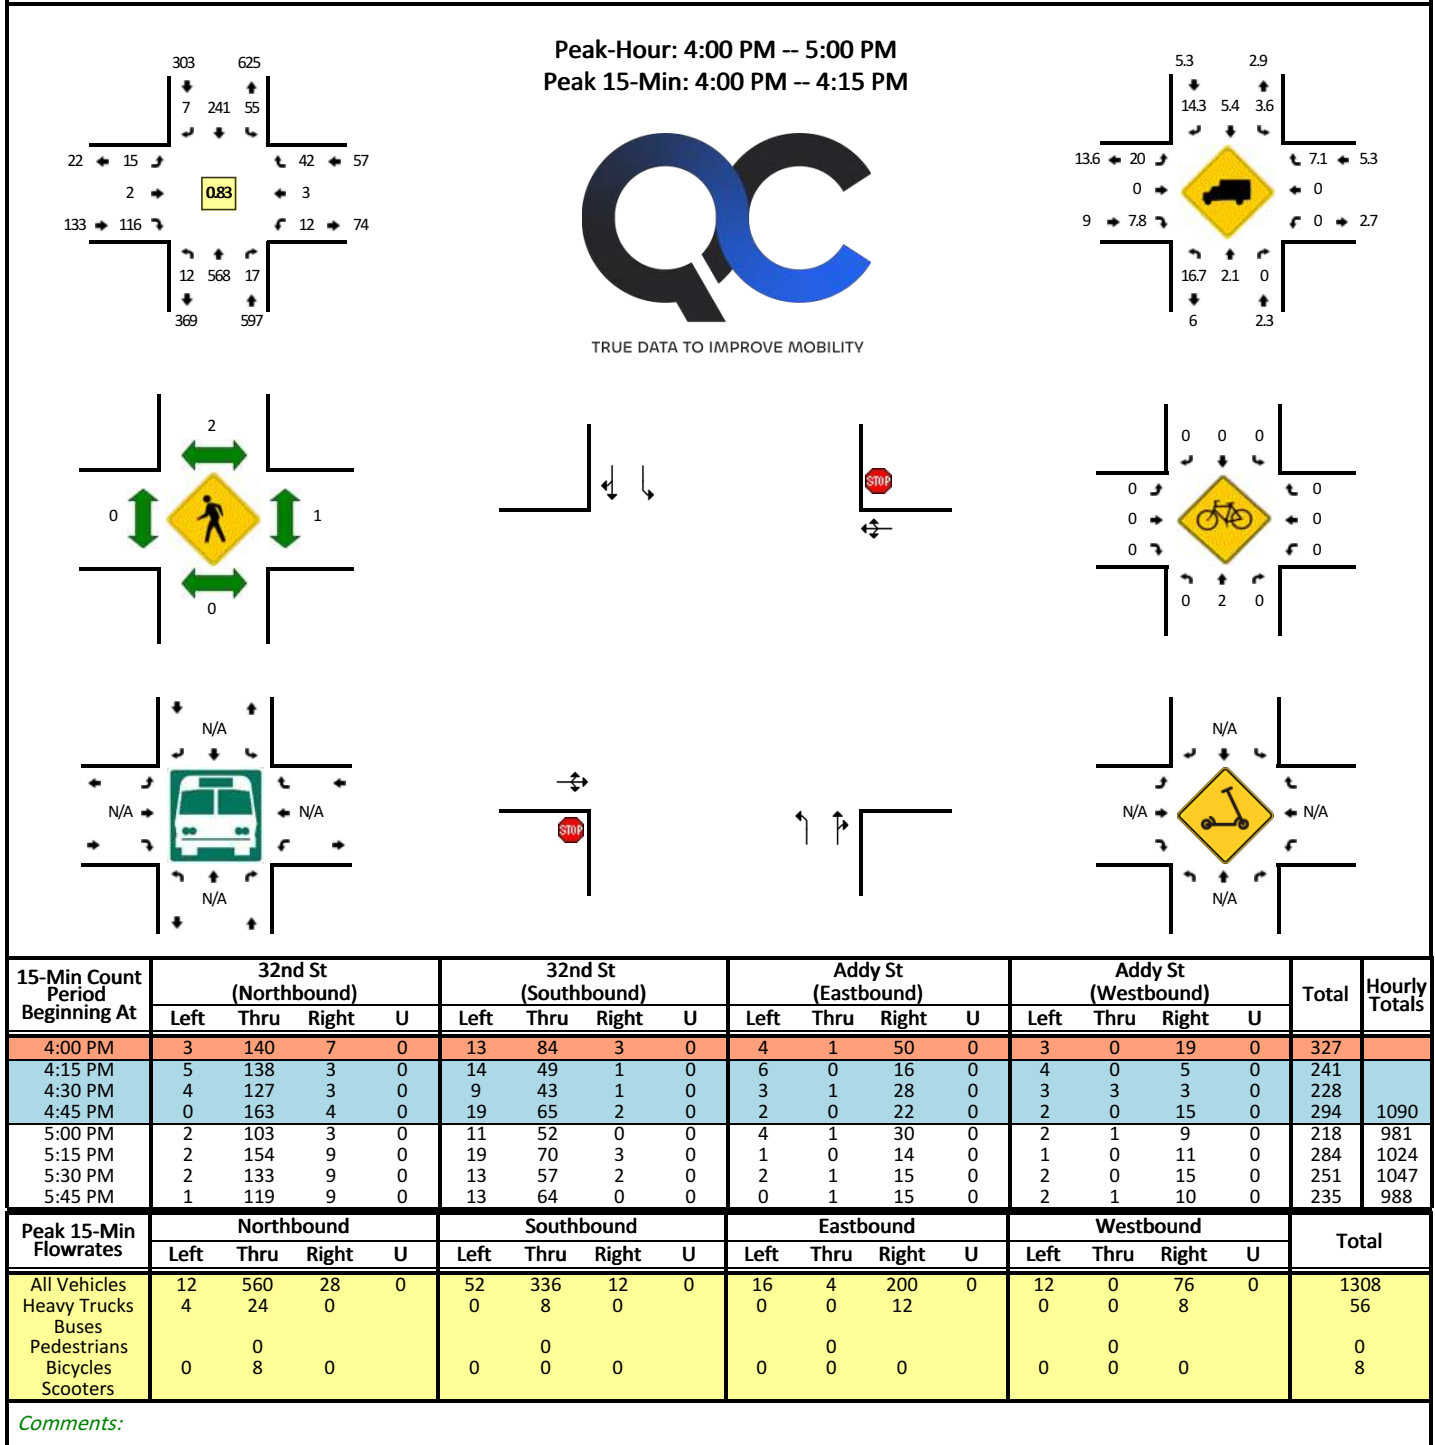 Peak-Hour: 4:00 PM -- 5:00 PM
Peak 15-Min: 4:00 PM -- 4:15 PM
303 625
7 241 55
22 15 42 57
2 0.83 3
133 116 12 74
12 568 17
369 597
QC
TRUE DATA TO IMPROVE MOBILITY
5.3 2.9
14.3 5.4 3.6
13.6 20 7.1 5.3
0 0
9 7.8 0 2.7
16.7 2.1 0
6 2.3
2
0 1
0
STOP
0 0 0
0 0
0 0
0 0
0 2 0
N/A
N/A N/A
N/A
STOP
N/A
N/A N/A
N/A
15-Min Count Period Beginning At 32nd St (Northbound) 32nd St (Southbound) Addy St (Eastbound) Addy St (Westbound) Total Hourly Totals
Left Thru Right U Left Thru Right U Left Thru Right U Left Thru Right U
4:00 PM 3 140 7 0 13 84 3 0 4 1 50 0 3 0 19 0 327
4:15 PM 5 138 3 0 14 49 1 0 6 0 16 0 4 0 5 0 241
4:30 PM 4 127 3 0 9 43 1 0 3 1 28 0 3 3 3 0 228
4:45 PM 0 163 4 0 19 65 2 0 2 0 22 0 2 0 15 0 294 1090
5:00 PM 2 103 3 0 11 52 0 0 4 1 30 0 2 1 9 0 218 981
5:15 PM 2 154 9 0 19 70 3 0 1 0 14 0 1 0 11 0 284 1024
5:30 PM 2 133 9 0 13 57 2 0 2 1 15 0 2 0 15 0 251 1047
5:45 PM 1 119 9 0 13 64 0 0 0 1 15 0 2 1 10 0 235 988
Peak 15-Min Flowrates Northbound Southbound Eastbound Westbound Total
Left Thru Right U Left Thru Right U Left Thru Right U Left Thru Right U
All Vehicles 12 560 28 0 52 336 12 0 16 4 200 0 12 0 76 0 1308
Heavy Trucks 4 24 0 0 8 0 0 0 12 0 0 8 56
Buses
Pedestrians 0 0 0 0 0
Bicycles 0 8 0 0 0 0 0 0 0 0 0 0 8
Scooters
Comments: